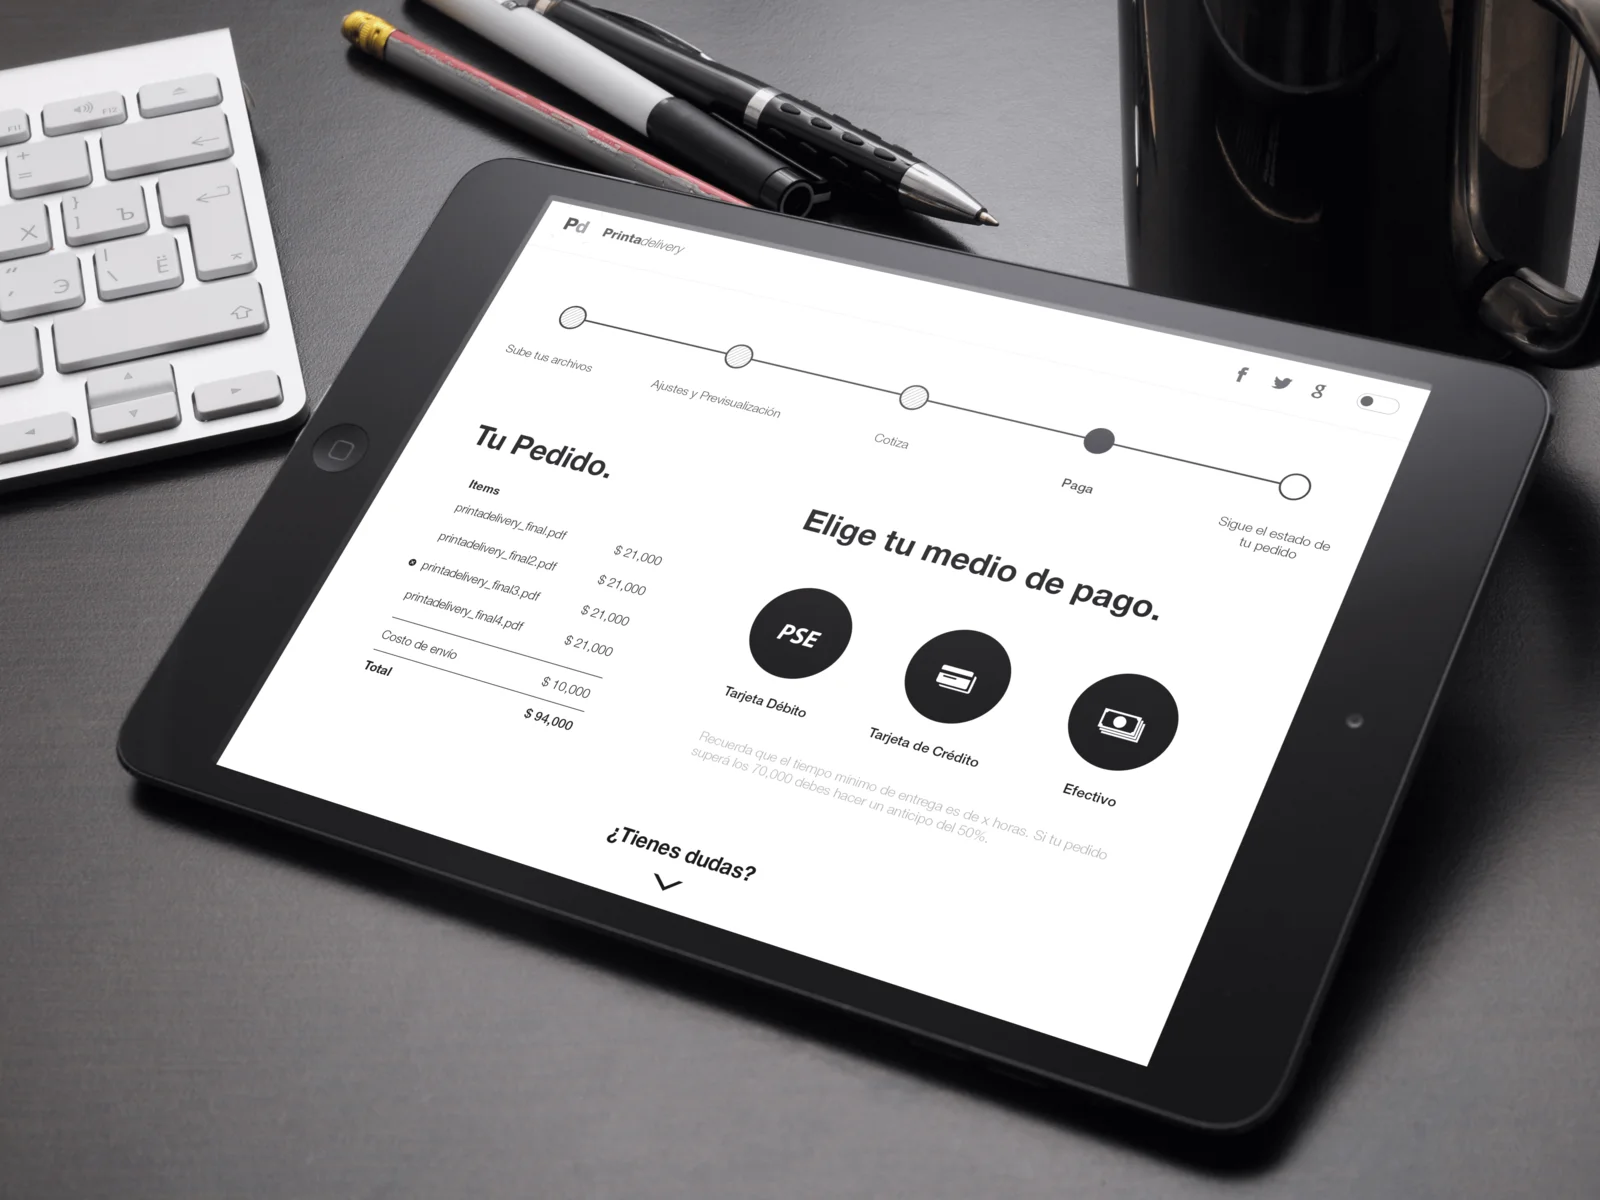 Pd Printadelivery
Sube tus archivos
Ajustes y Previsualización
Cotiza
Paga
Sigue el estado de
tu pedido
Tu Pedido.
Items
printadelivery_final.pdf $ 21,000
printadelivery_final2.pdf $ 21,000
printadelivery_final3.pdf $ 21,000
printadelivery_final4.pdf $ 21,000
Costo de envío $ 10,000
Total $ 94,000
Elige tu medio de pago.
PSE
Tarjeta Débito
Tarjeta de Crédito
Efectivo
Recuerda que el tiempo mínimo de entrega es de x horas. Si tu pedido
superá los 70,000 debes hacer un anticipo del 50%.
¿Tienes dudas?
F11
F12
+
=
X
}
]
Ъ
"
'
Э
|
\
Ё
f
g